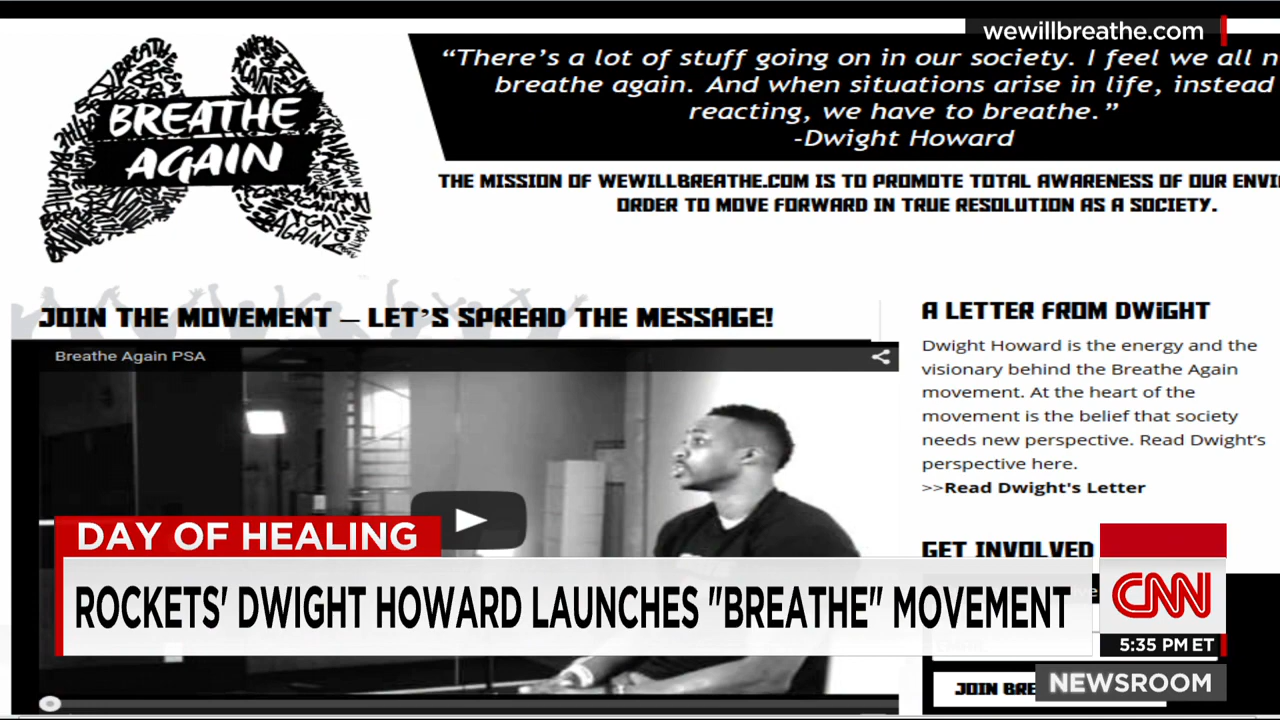 wewillbreathe.com
BREATHE
AGAIN
“There’s a lot of stuff going on in our society. I feel we all
breathe again. And when situations arise in life, instead
reacting, we have to breathe.”
-Dwight Howard
THE MISSION OF WEWILLBREATHE.COM IS TO PROMOTE TOTAL AWARENESS OF OUR
ORDER TO MOVE FORWARD IN TRUE RESOLUTION AS A SOCIETY.
JOIN THE MOVEMENT – LET’S SPREAD THE MESSAGE!
Breathe Again PSA
A LETTER FROM DWiGHT
Dwight Howard is the energy and the
visionary behind the Breathe Again
movement. At the heart of the
movement is the belief that society
needs new perspective. Read Dwight’s
perspective here.
>>Read Dwight's Letter
GET INVOLVED
DAY OF HEALING
ROCKETS' DWIGHT HOWARD LAUNCHES "BREATHE" MOVEMENT
CNN
5:35 PM ET
JOIN
NEWSROOM